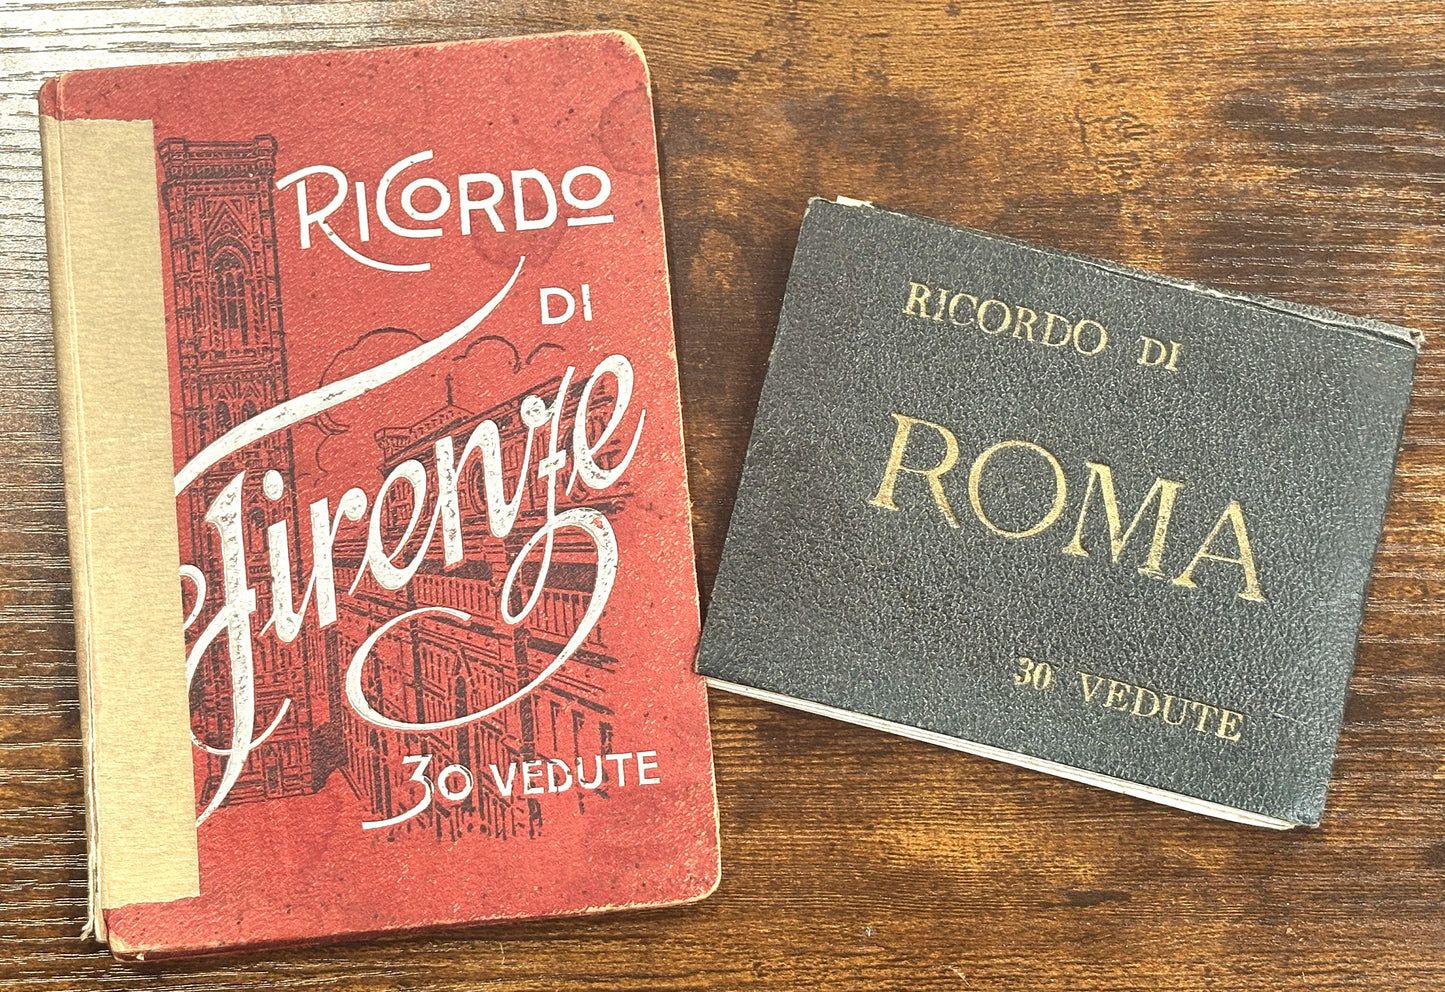 RICORDO
DI
Firenze
30 VEDUTE
RICORDO DI
ROMA
30 VEDUTE